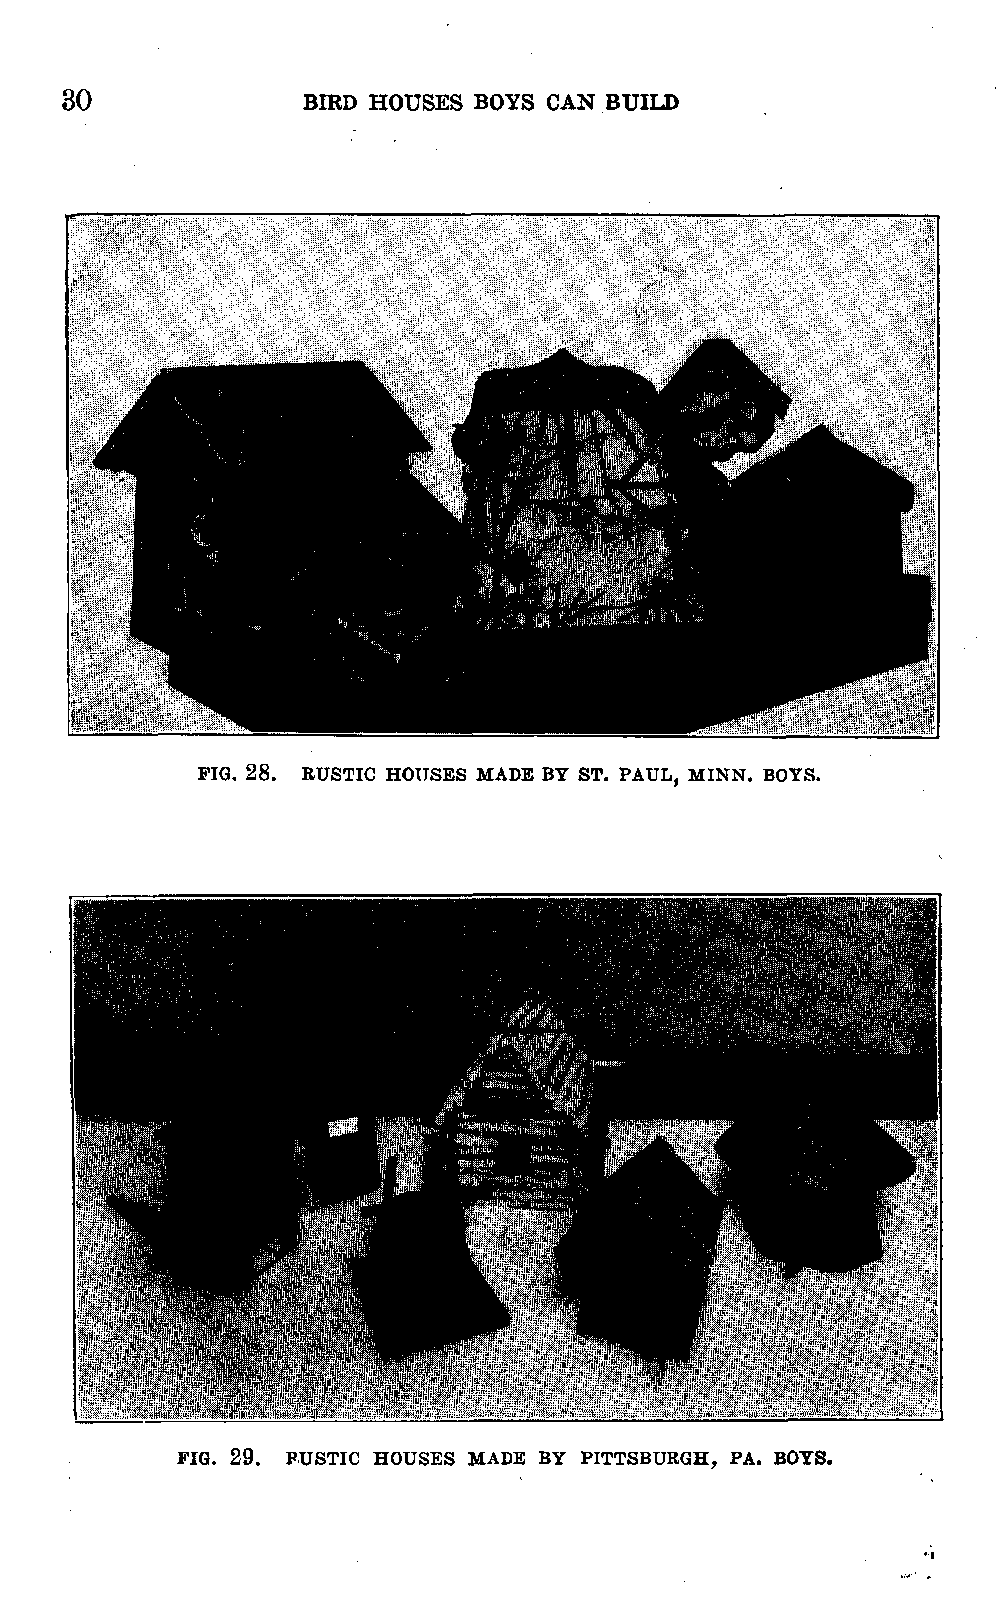 30 BIRD HOUSES BOYS CAN BUILD
FIG. 28. RUSTIC HOUSES MADE BY ST. PAUL, MINN. BOYS.
FIG. 29. RUSTIC HOUSES MADE BY PITTSBURGH, PA. BOYS.